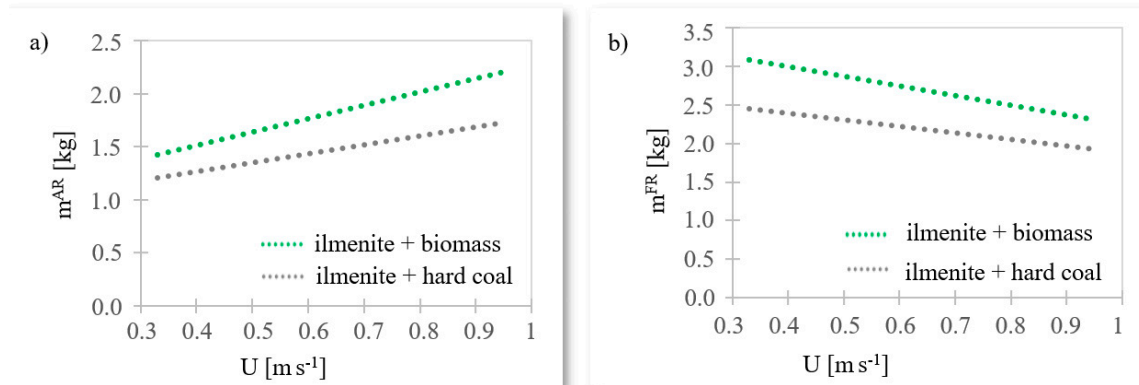 a)
2.5
2.0
1.5
1.0
0.5
0.0
m^AR [kg]
ilmenite + biomass
ilmenite + hard coal
0.3 0.4 0.5 0.6 0.7 0.8 0.9 1
U [m s^-1]
b)
3.5
3.0
2.5
2.0
1.5
1.0
0.5
0.0
m^FR [kg]
ilmenite + biomass
ilmenite + hard coal
0.3 0.4 0.5 0.6 0.7 0.8 0.9 1
U [m s^-1]